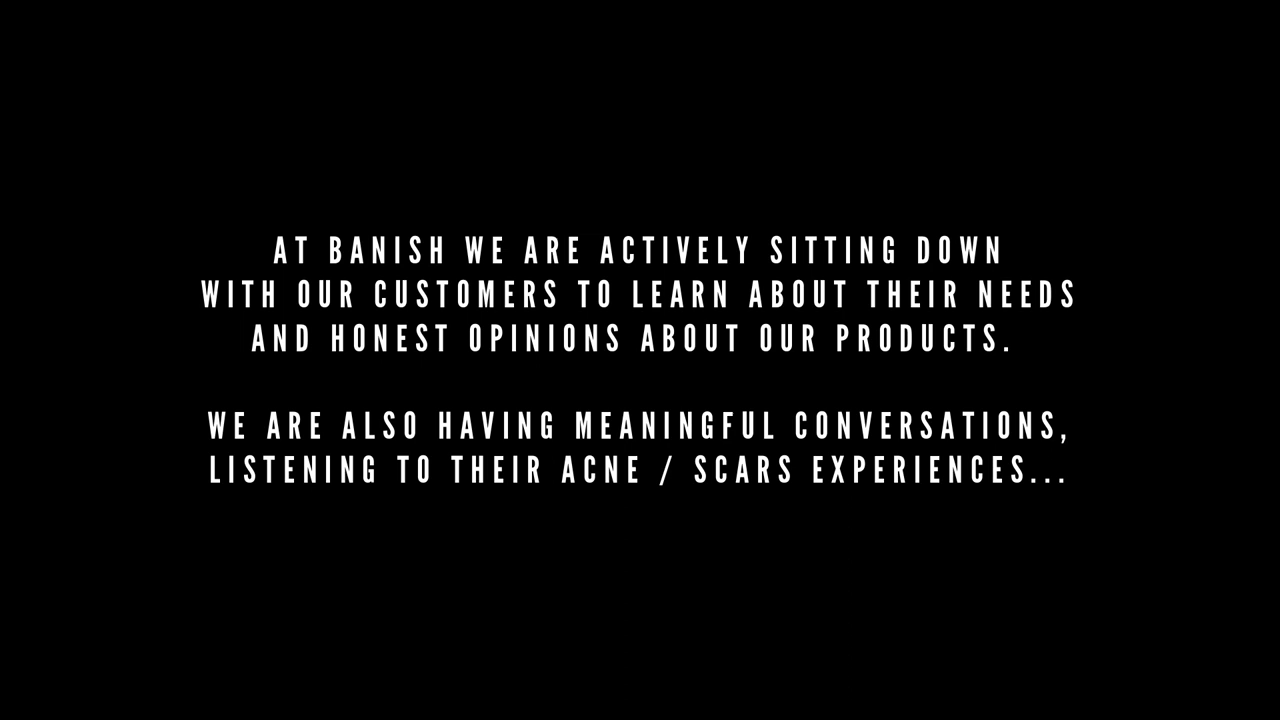 AT BANISH WE ARE ACTIVELY SITTING DOWN
WITH OUR CUSTOMERS TO LEARN ABOUT THEIR NEEDS
AND HONEST OPINIONS ABOUT OUR PRODUCTS.
WE ARE ALSO HAVING MEANINGFUL CONVERSATIONS,
LISTENING TO THEIR ACNE / SCARS EXPERIENCES...